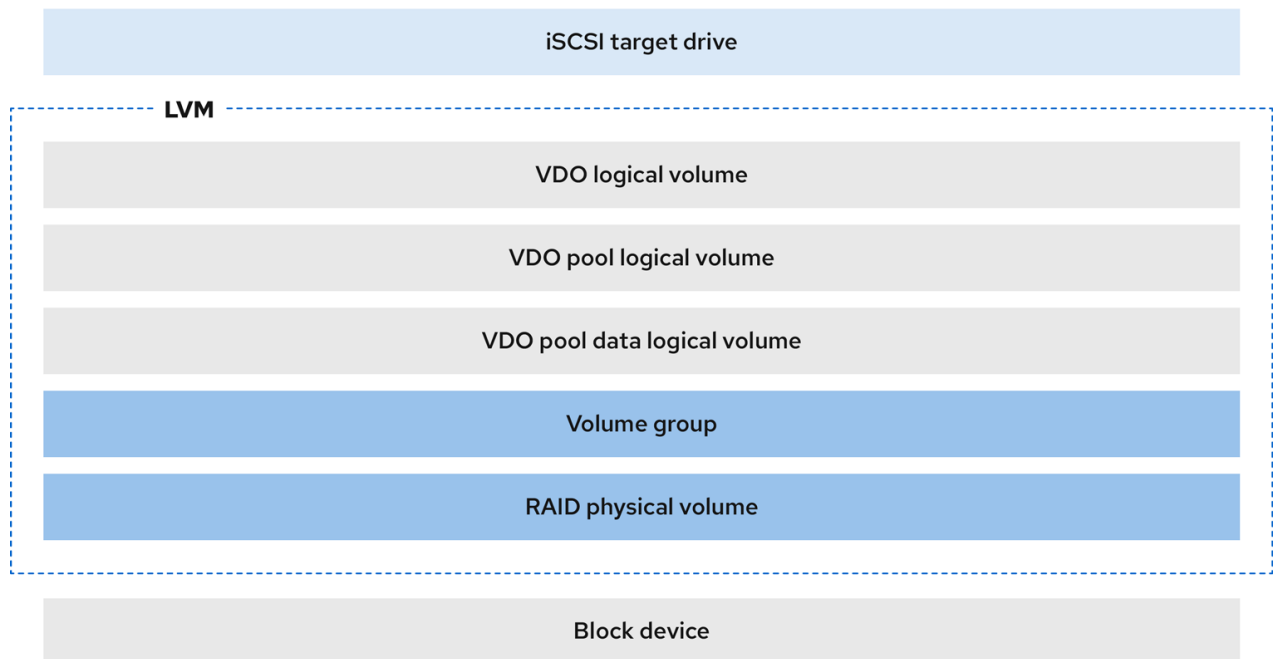 iSCSI target drive
LVM
VDO logical volume
VDO pool logical volume
VDO pool data logical volume
Volume group
RAID physical volume
Block device